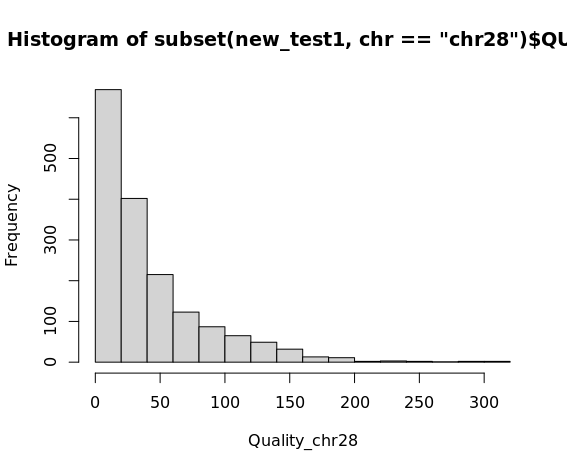 Histogram of subset(new_test1, chr == "chr28")$QU
Frequency
500
300
100
0
0 50 100 150 200 250 300
Quality_chr28